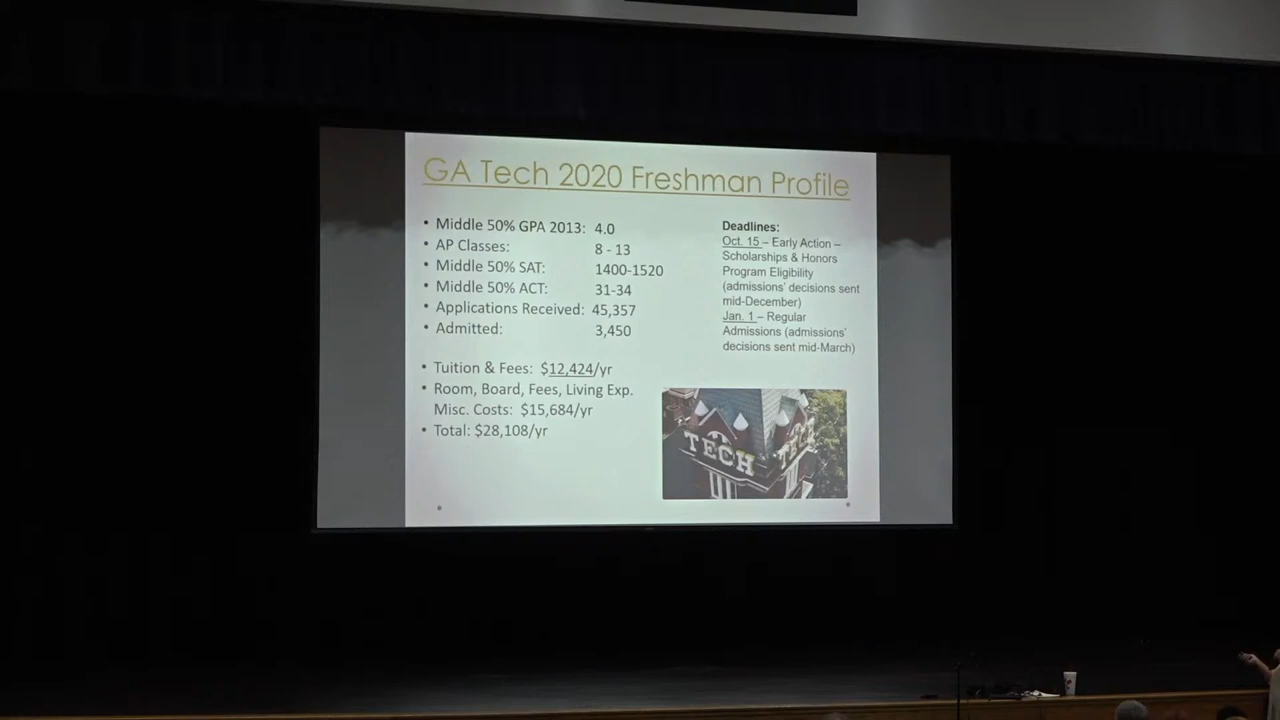 GA Tech 2020 Freshman Profile
• Middle 50% GPA 2013: 4.0
• AP Classes: 8 - 13
• Middle 50% SAT: 1400-1520
• Middle 50% ACT: 31-34
• Applications Received: 45,357
• Admitted: 3,450
• Tuition & Fees: $12,424/yr
• Room, Board, Fees, Living Exp.
Misc. Costs: $15,684/yr
• Total: $28,108/yr
Deadlines:
Oct. 15 – Early Action –
Scholarships & Honors
Program Eligibility
(admissions' decisions sent
mid-December)
Jan. 1 – Regular
Admissions (admissions'
decisions sent mid-March)
TECH
TECH